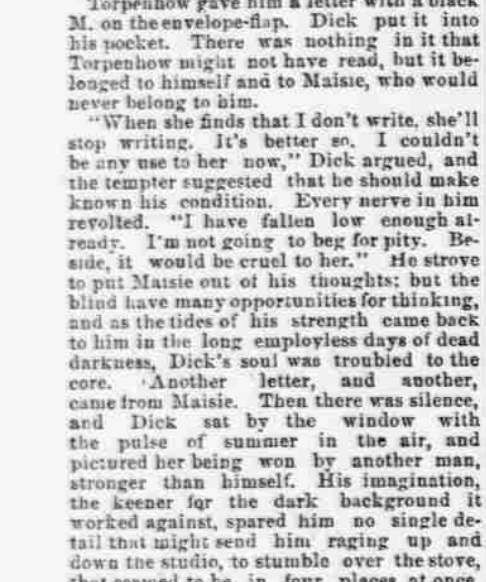 Torpenhow gave him a letter with a black
M. on the envelope-flap. Dick put it into
his pocket. There was nothing in it that
Torpenhow might not have read, but it be-
longed to himself and to Maisie, who would
never belong to him.
"When she finds that I don't write, she'll
stop writing. It's better so. I couldn't
be any use to her now," Dick argued, and
the tempter suggested that he should make
known his condition. Every nerve in him
revolted. "I have fallen low enough al-
ready. I'm not going to beg for pity. Be-
side, it would be cruel to her." He strove
to put Maisie out of his thoughts; but the
blind have many opportunities for thinking,
and as the tides of his strength came back
to him in the long employless days of dead
darkness, Dick's soul was troubled to the
core. Another letter, and another,
came from Maisie. Then there was silence,
and Dick sat by the window with
the pulse of summer in the air, and
pictured her being won by another man,
stronger than himself. His imagination,
the keener for the dark background it
worked against, spared him no single de-
tail that might send him raging up and
down the studio, to stumble over the stove,
that seemed to be in four places at once.